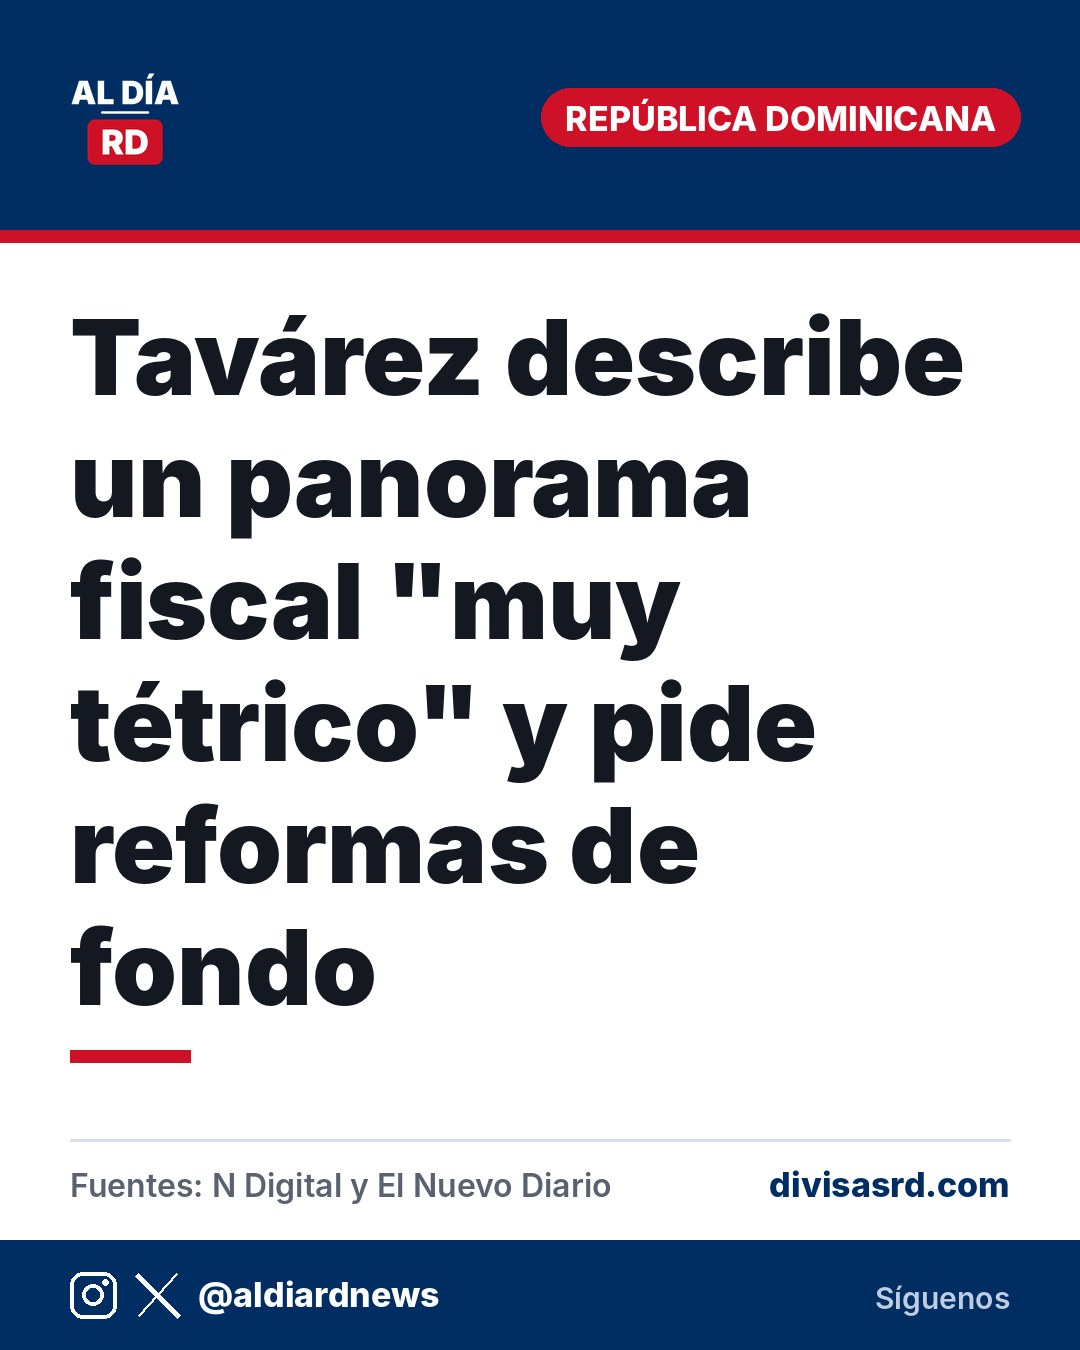 AL DÍA
RD
REPÚBLICA DOMINICANA
Tavárez describe
un panorama
fiscal "muy
tétrico" y pide
reformas de
fondo
Fuentes: N Digital y El Nuevo Diario
divisasrd.com
@aldiardnews
Síguenos